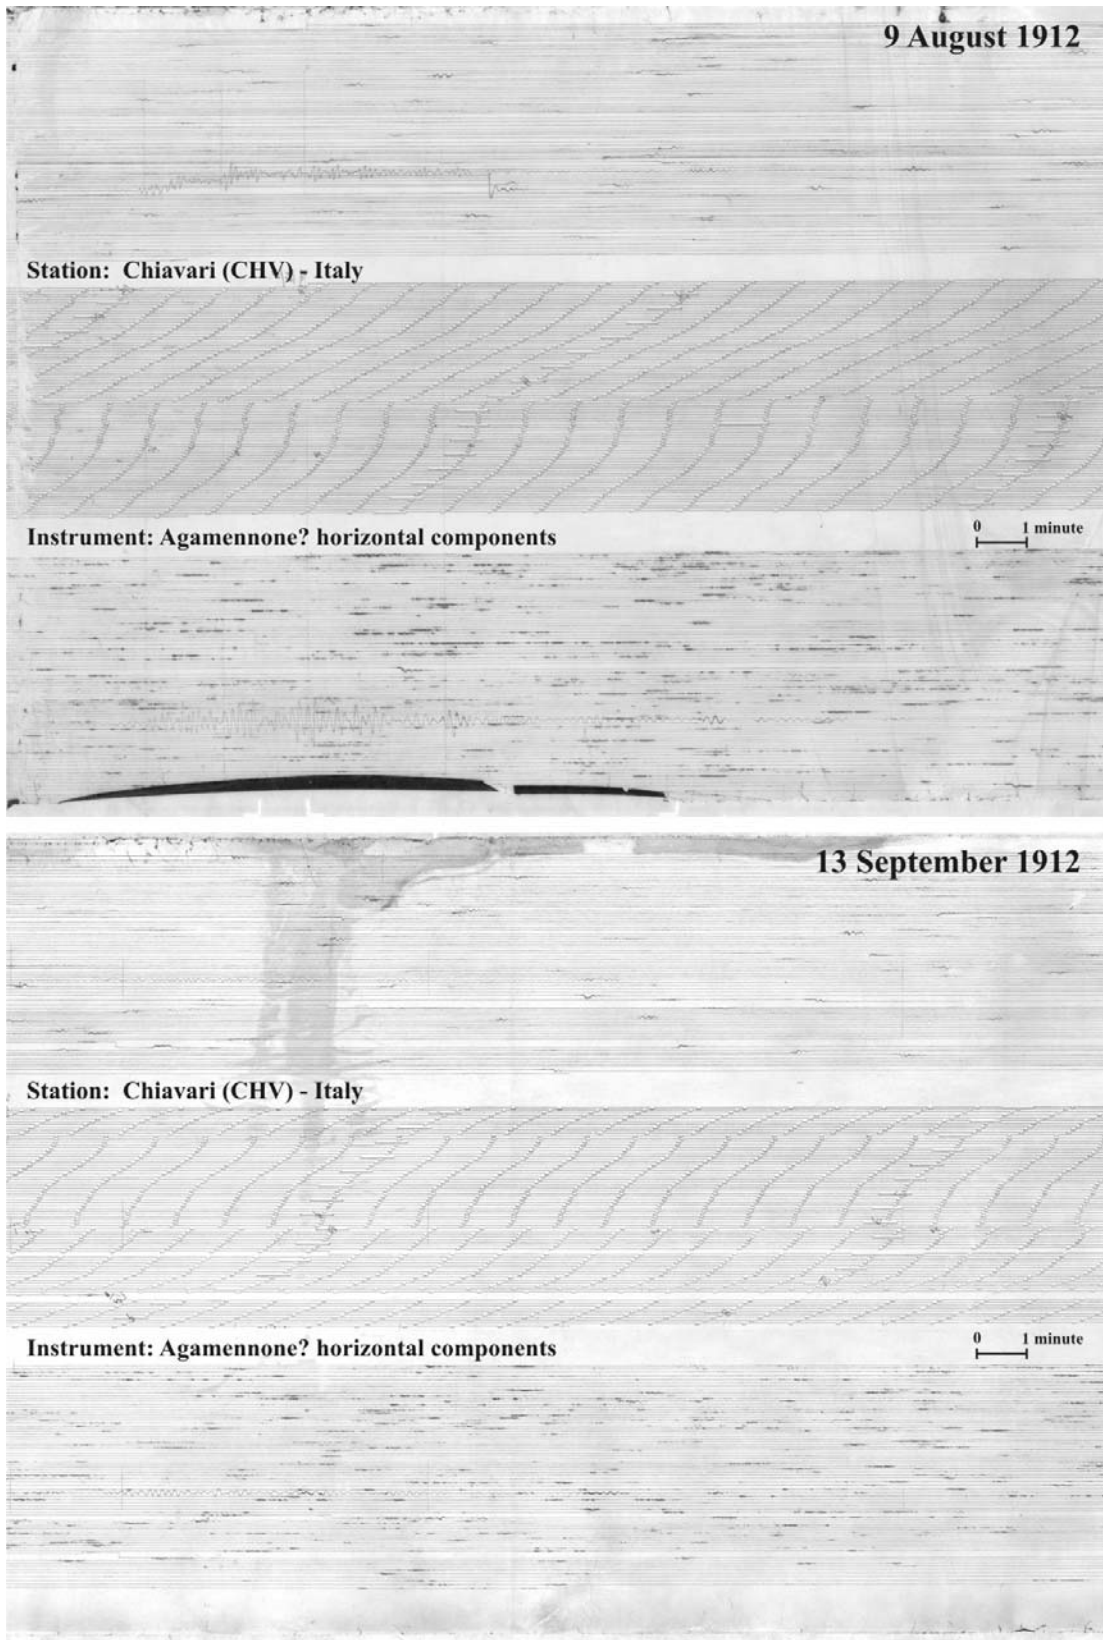 9 August 1912
Station: Chiavari (CHV) - Italy
Instrument: Agamennone? horizontal components
0 1 minute
13 September 1912
Station: Chiavari (CHV) - Italy
Instrument: Agamennone? horizontal components
0 1 minute